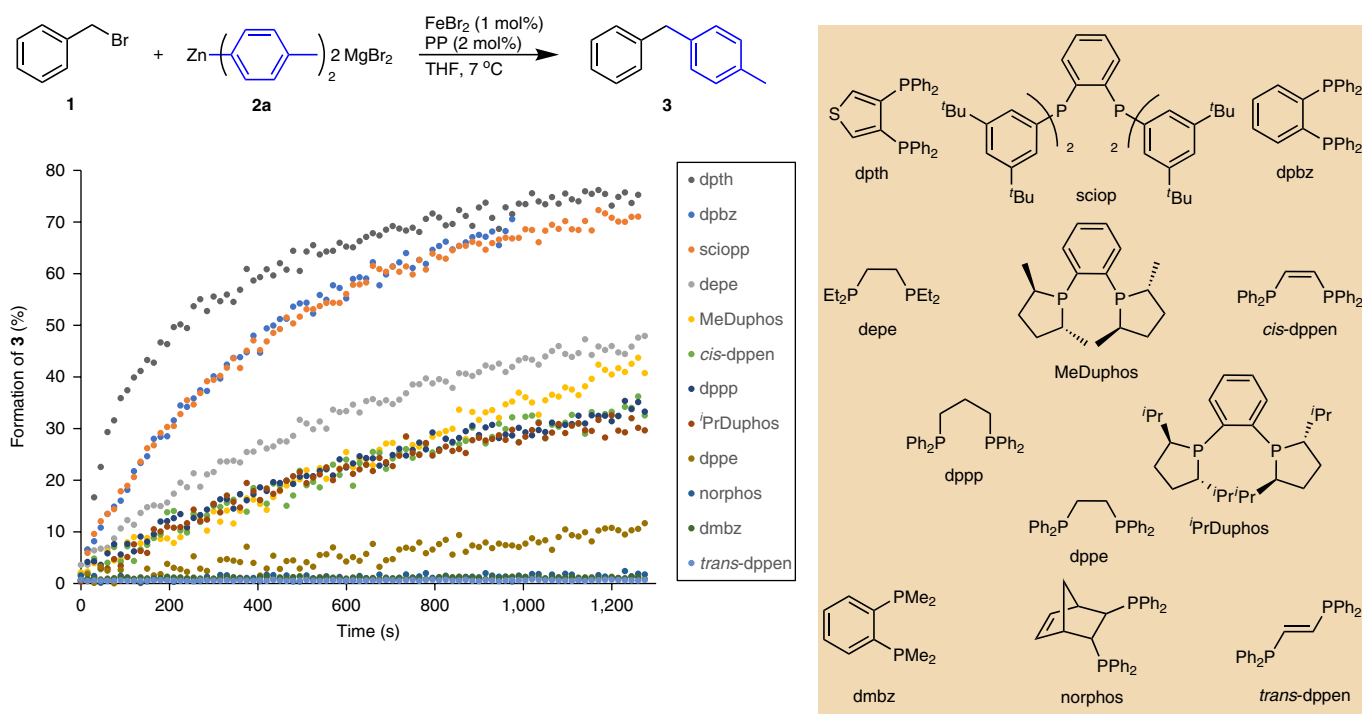 Br
1
+
Zn
2
2 MgBr2
2a
FeBr2 (1 mol%)
PP (2 mol%)
THF, 7 °C
3
Formation of 3 (%)
80
70
60
50
40
30
20
10
0
0
200
400
600
800
1,000
1,200
Time (s)
dpth
dpbz
sciopp
depe
MeDuphos
cis-dppen
dppp
iPrDuphos
dppe
norphos
dmbz
trans-dppen
S
PPh2
PPh2
dpth
tBu
tBu
P
P
2
2
tBu
tBu
sciop
PPh2
PPh2
dpbz
Et2P
PEt2
depe
P
P
MeDuphos
Ph2P
PPh2
cis-dppen
Ph2P
PPh2
dppp
iPr
iPr
P
P
iPr
iPr
iPrDuphos
Ph2P
PPh2
dppe
PMe2
PMe2
dmbz
PPh2
PPh2
norphos
PPh2
Ph2P
trans-dppen